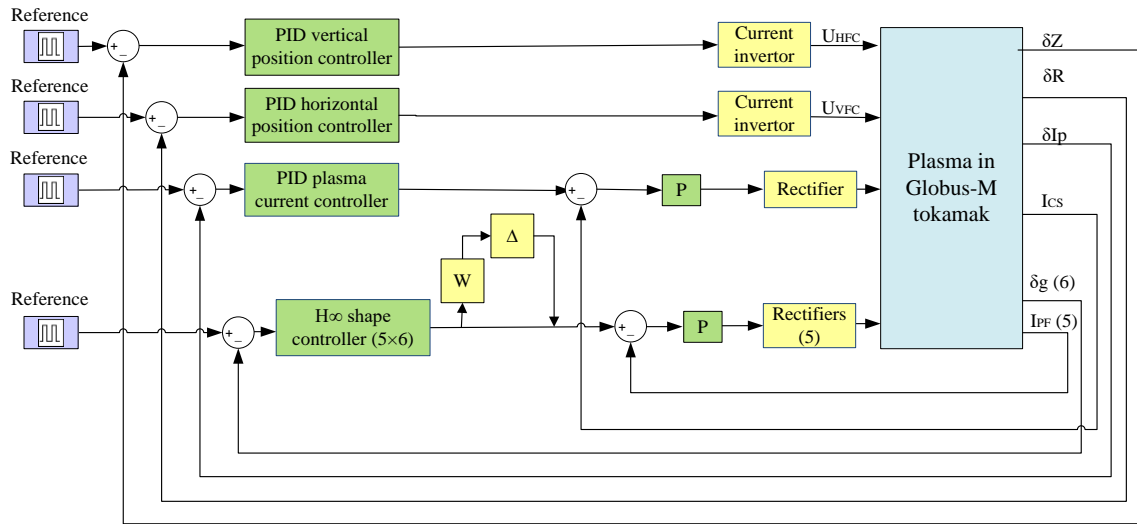 Reference
+
_
PID vertical
position controller
Current
invertor
UHFC
δZ
Reference
+
_
PID horizontal
position controller
Current
invertor
UVFC
δR
Reference
+
_
PID plasma
current controller
+
_
P
Rectifier
Plasma in
Globus-M
tokamak
δIp
ICS
W
Δ
Reference
+
_
H∞ shape
controller (5×6)
+
_
P
Rectifiers
(5)
δg (6)
IPF (5)